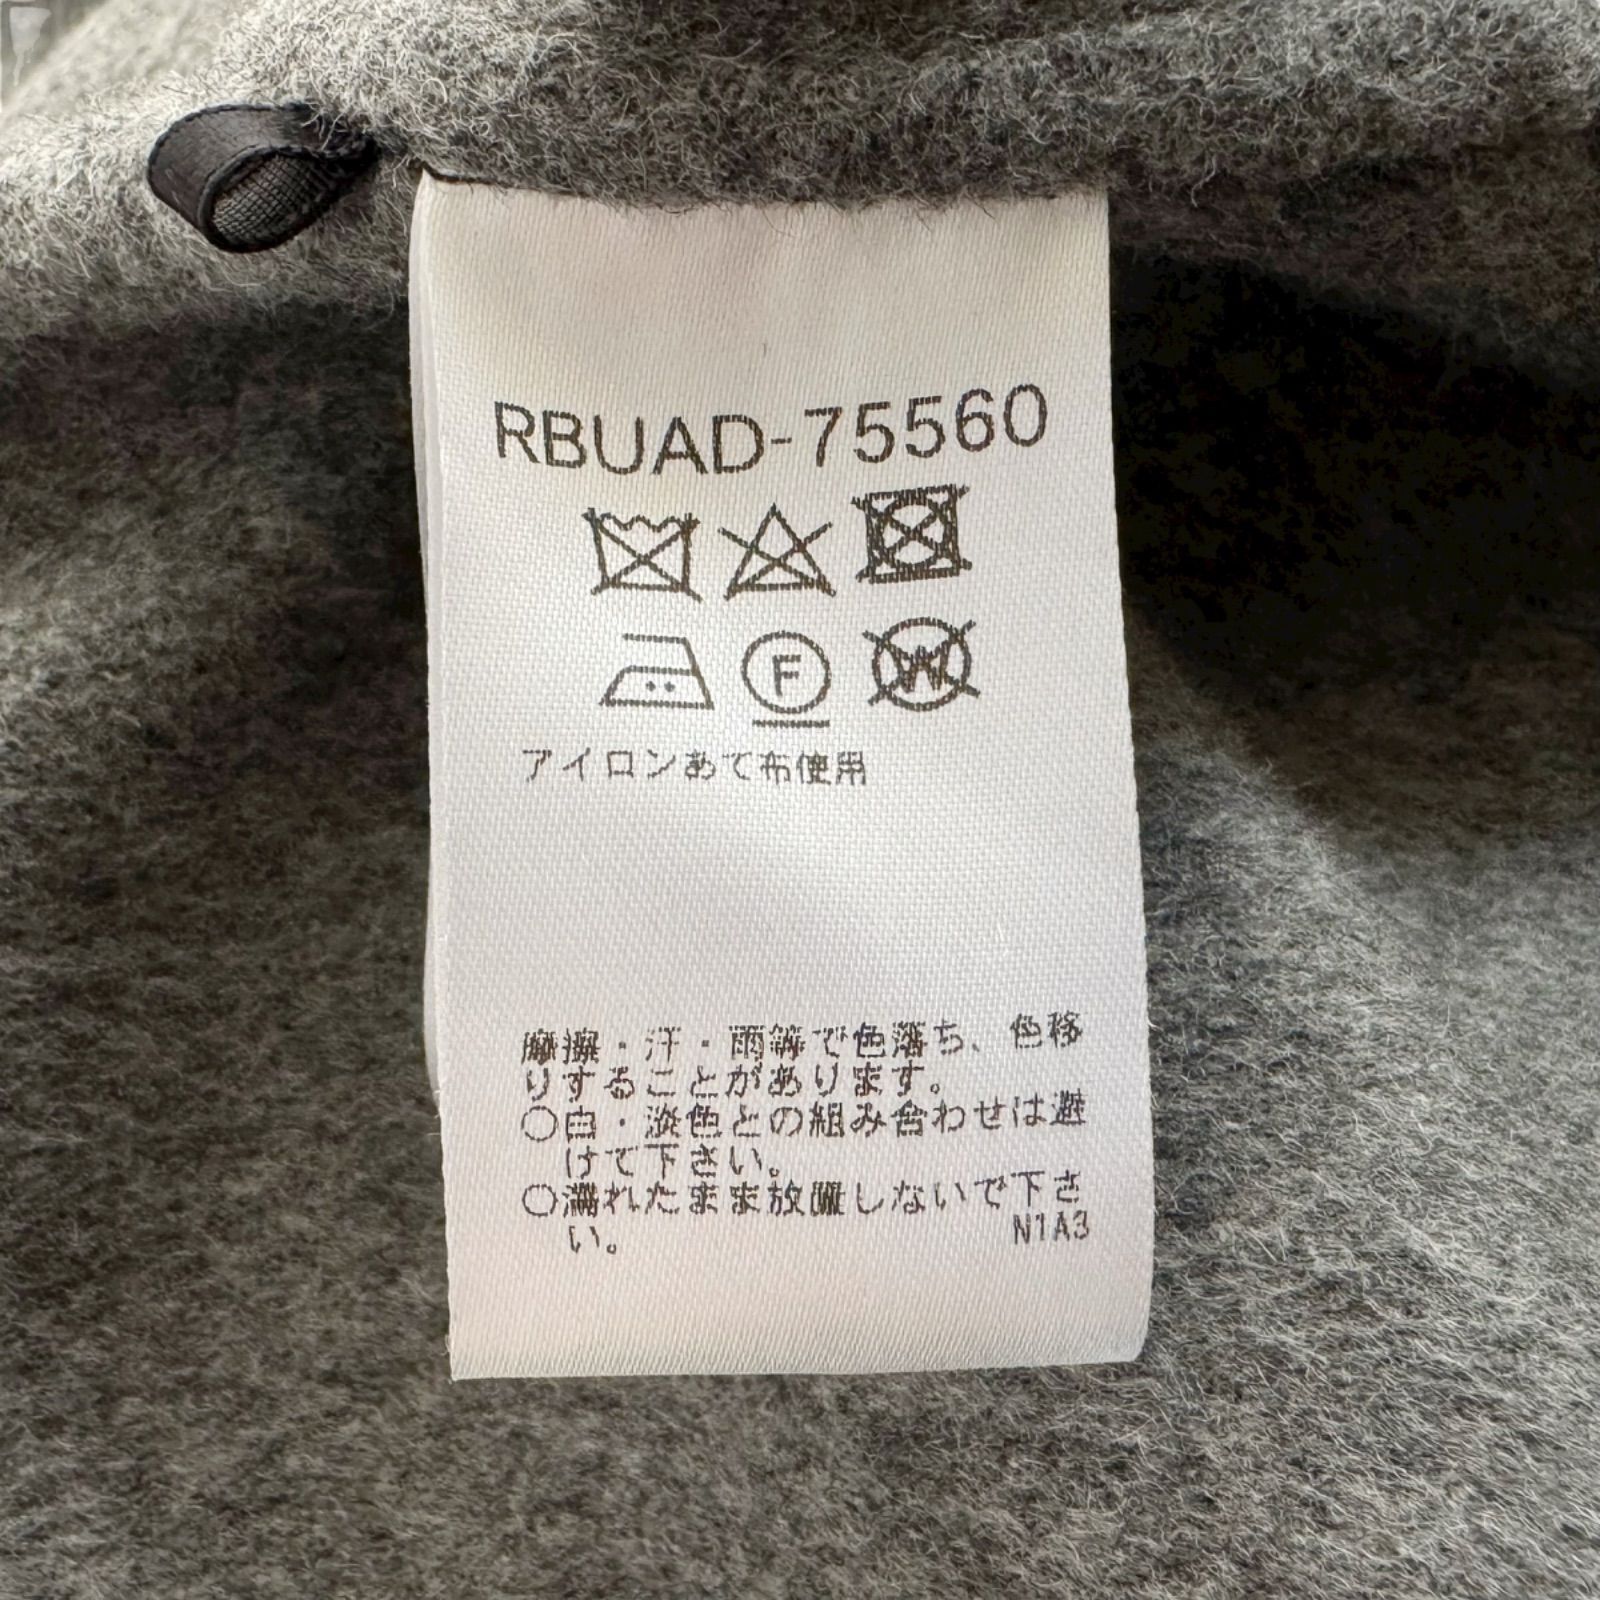 RBUAD-75560
F
W
アイロンあて布使用
摩擦・汗・雨等で色落ち、色移
りすることがあります。
○白・淡色との組み合わせは避
けて下さい。
○濡れたまま放置しないで下さ
い。
N1A3